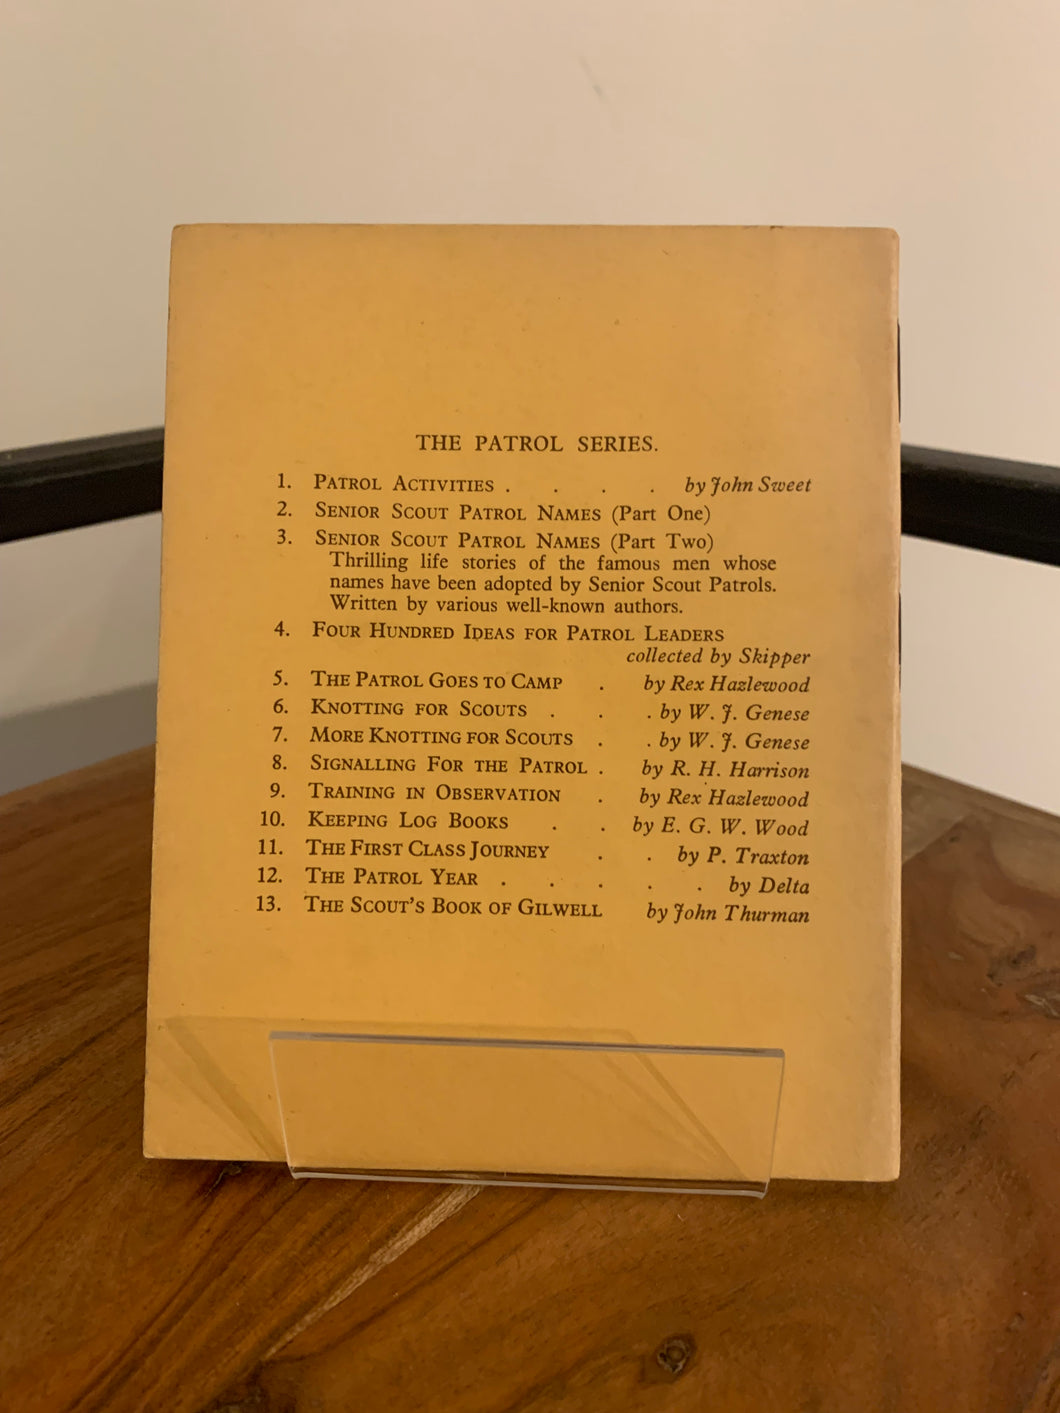 THE PATROL SERIES.
1. PATROL ACTIVITIES . . . . by John Sweet
2. SENIOR SCOUT PATROL NAMES (Part One)
3. SENIOR SCOUT PATROL NAMES (Part Two)
Thrilling life stories of the famous men whose
names have been adopted by Senior Scout Patrols.
Written by various well-known authors.
4. FOUR HUNDRED IDEAS FOR PATROL LEADERS
collected by Skipper
5. THE PATROL GOES TO CAMP . by Rex Hazlewood
6. KNOTTING FOR SCOUTS . . . by W. J. Genese
7. MORE KNOTTING FOR SCOUTS . . by W. J. Genese
8. SIGNALLING FOR THE PATROL . by R. H. Harrison
9. TRAINING IN OBSERVATION . by Rex Hazlewood
10. KEEPING LOG BOOKS . . by E. G. W. Wood
11. THE FIRST CLASS JOURNEY . . by P. Traxton
12. THE PATROL YEAR . . . . . by Delta
13. THE SCOUT'S BOOK OF GILWELL by John Thurman